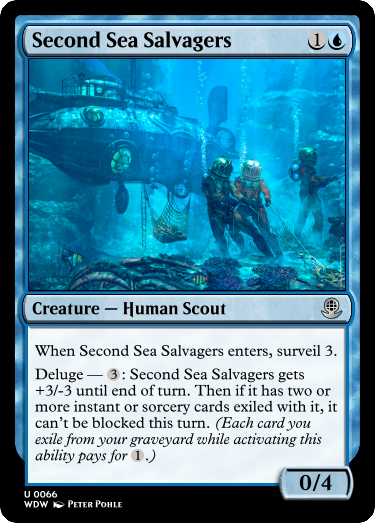 Second Sea Salvagers 1
Creature — Human Scout
When Second Sea Salvagers enters, surveil 3.
Deluge — 3: Second Sea Salvagers gets
+3/-3 until end of turn. Then if it has two or
more instant or sorcery cards exiled with it, it
can't be blocked this turn. (Each card you
exile from your graveyard while activating this
ability pays for 1.)
0/4
U 0066
WDW Peter Pohle